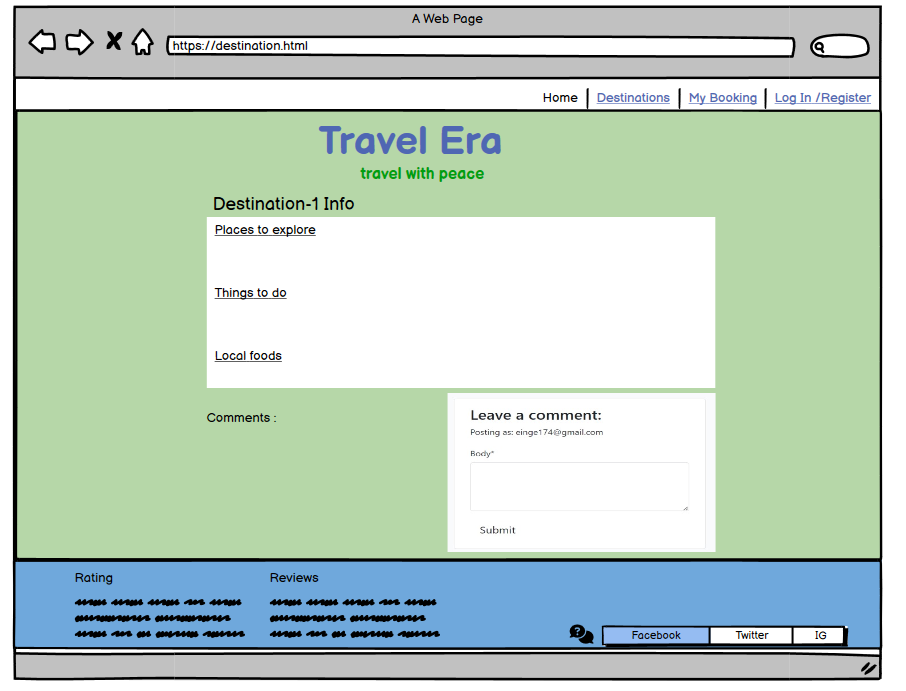 A Web Page
https://destination.html
Home Destinations My Booking Log In /Register
Travel Era
travel with peace
Destination-1 Info
Places to explore
Things to do
Local foods
Comments :
Leave a comment:
Posting as: einge174@gmail.com
Body*
Submit
Rating Reviews
? Facebook Twitter IG